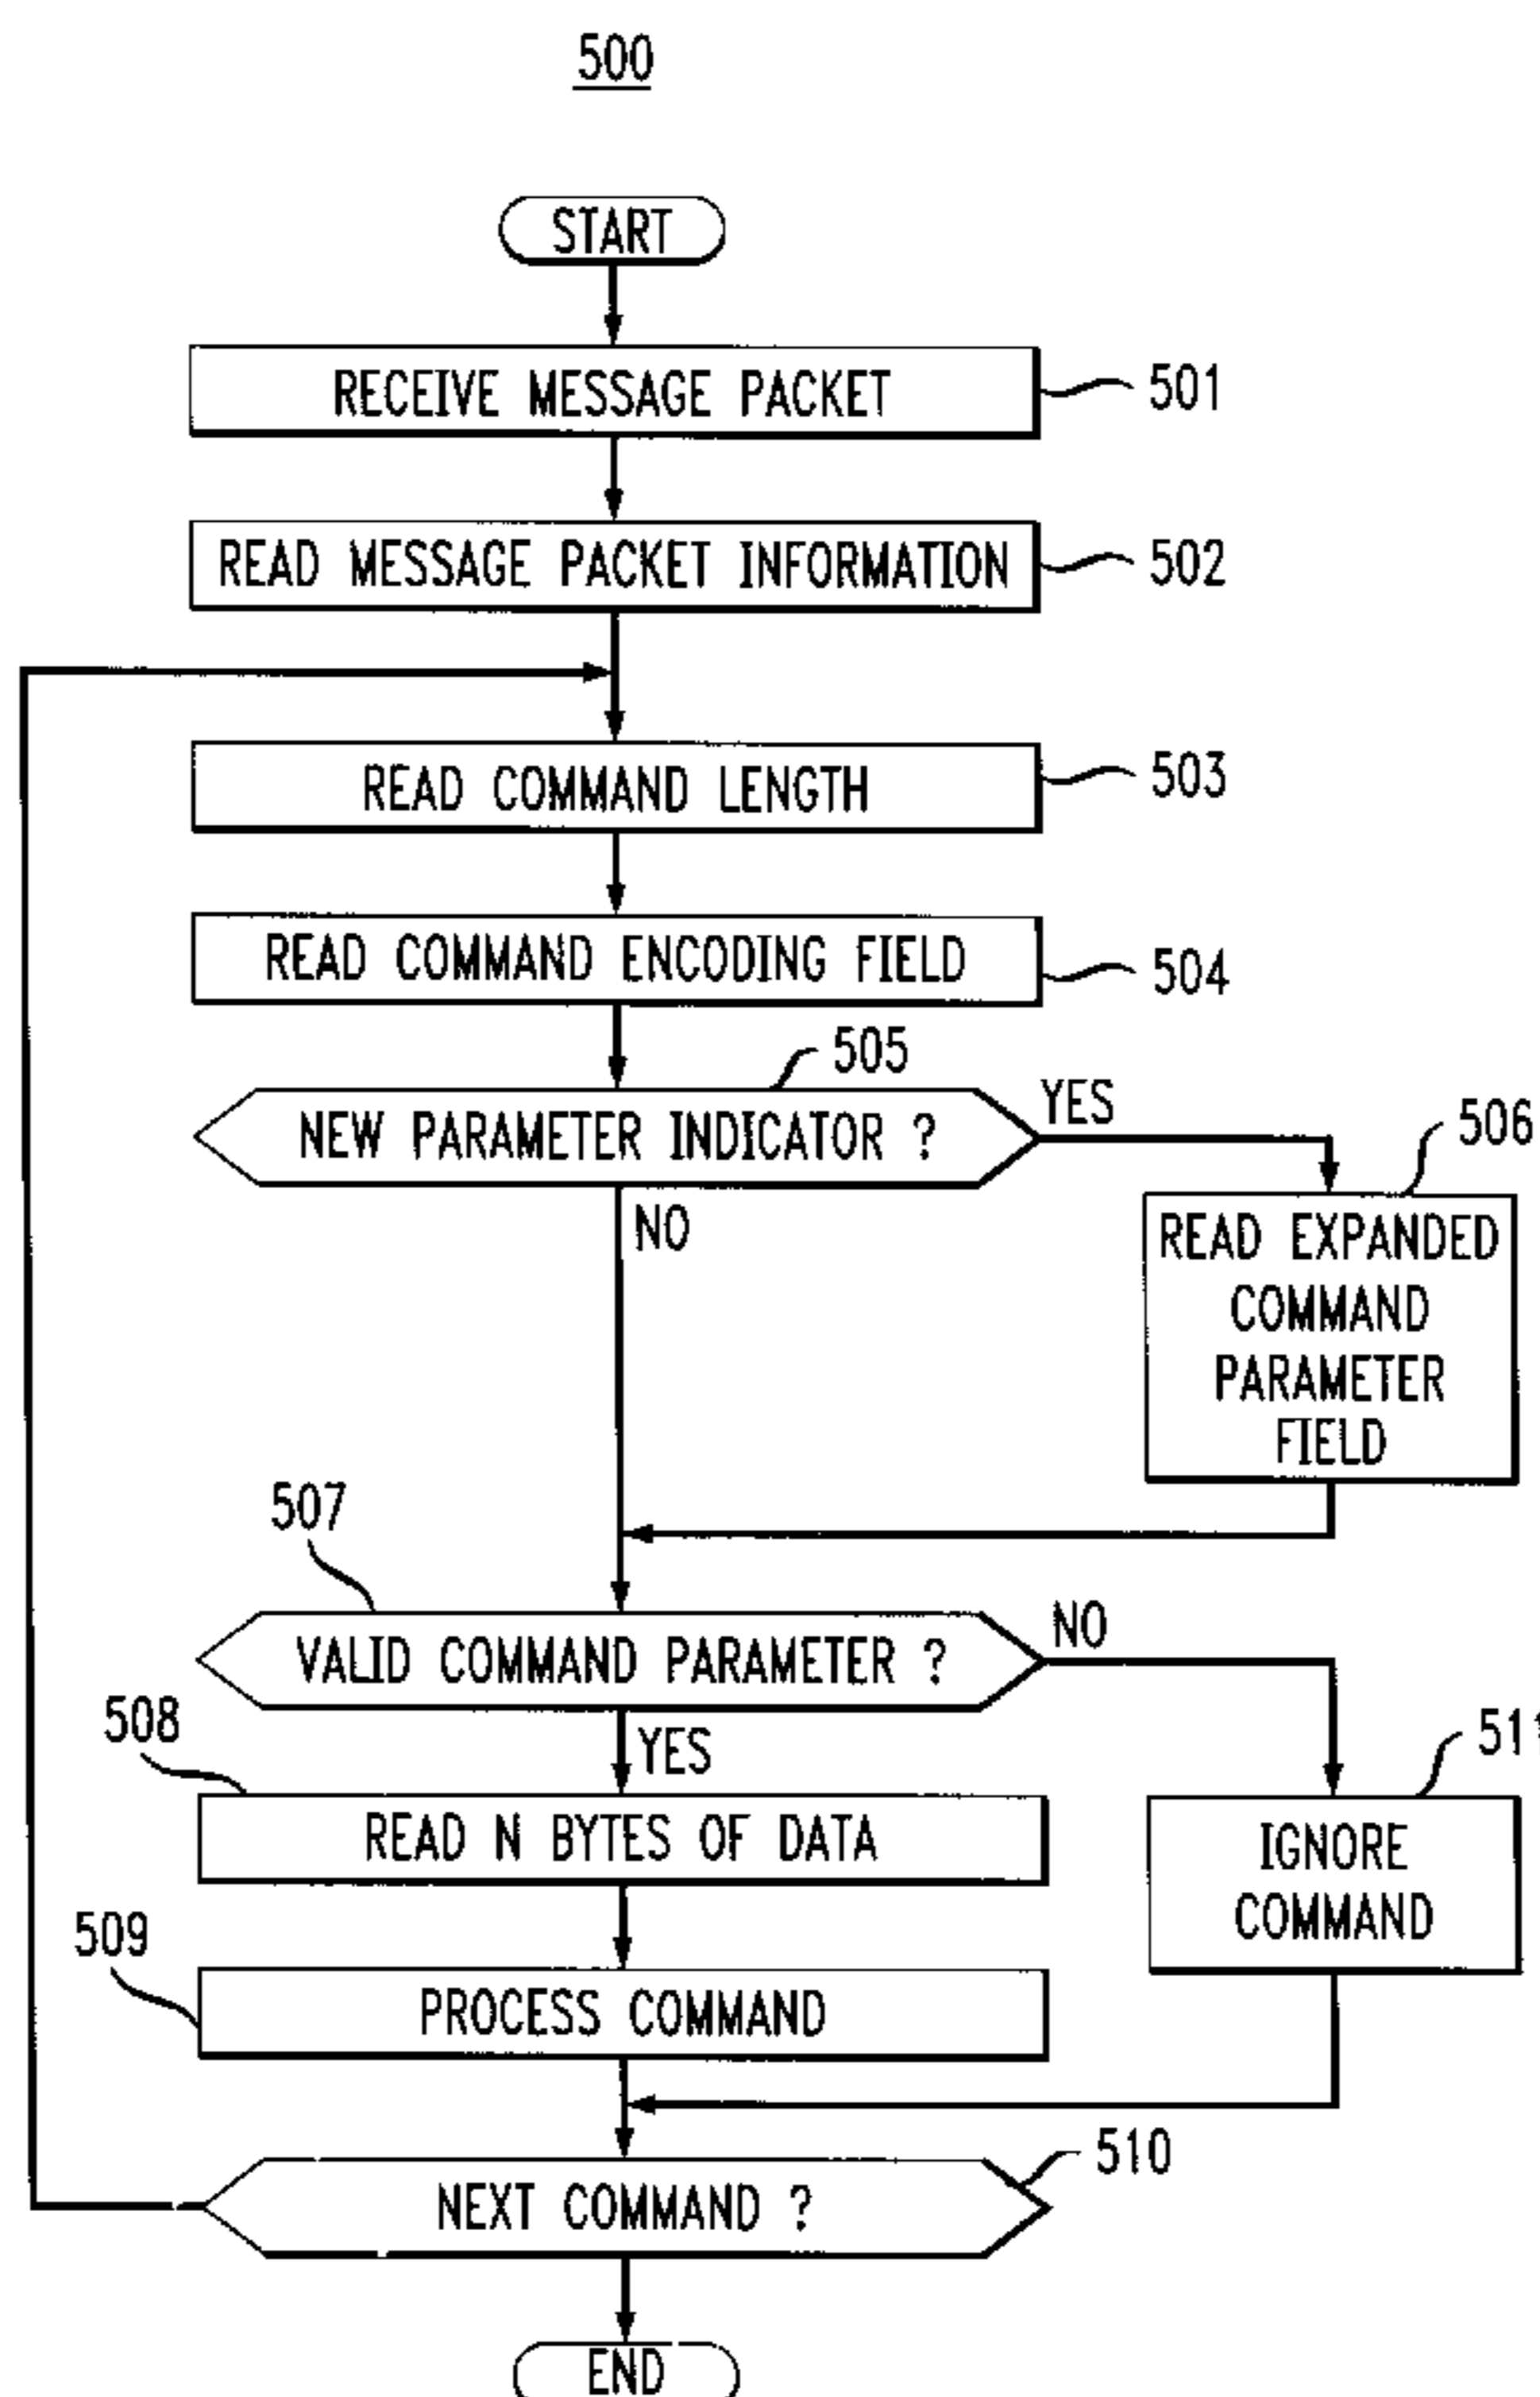 500
START
RECEIVE MESSAGE PACKET
501
READ MESSAGE PACKET INFORMATION
502
READ COMMAND LENGTH
503
READ COMMAND ENCODING FIELD
504
505
NEW PARAMETER INDICATOR ?
YES
506
NO
READ EXPANDED
COMMAND
PARAMETER
FIELD
507
VALID COMMAND PARAMETER ?
NO
508
YES
511
READ N BYTES OF DATA
IGNORE
COMMAND
509
PROCESS COMMAND
510
NEXT COMMAND ?
END